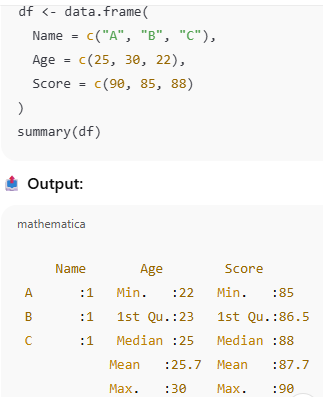 df <- data.frame(
  Name = c("A", "B", "C"),
  Age = c(25, 30, 22),
  Score = c(90, 85, 88)
)
summary(df)
Output:
mathematica
    Name       Age        Score
A      :1   Min.   :22   Min.   :85
B      :1   1st Qu.:23   1st Qu.:86.5
C      :1   Median :25   Median :88
            Mean   :25.7  Mean   :87.7
            Max.   :30    Max.   :90